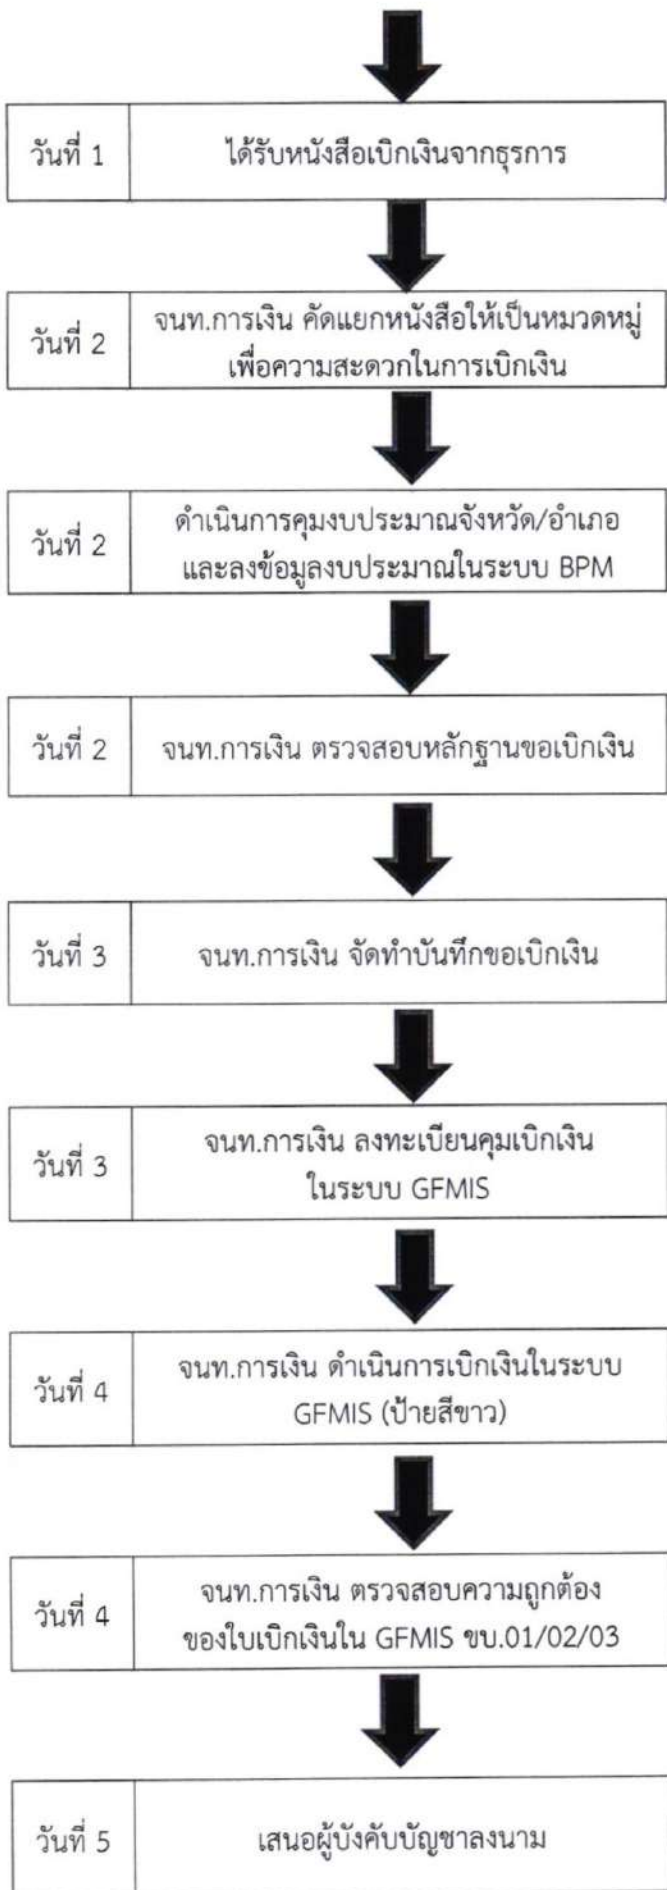 วันที่ 1
ได้รับหนังสือเบิกเงินจากธุรการ
วันที่ 2
จนท.การเงิน คัดแยกหนังสือให้เป็นหมวดหมู่
เพื่อความสะดวกในการเบิกเงิน
วันที่ 2
ดำเนินการคุมงบประมาณจังหวัด/อำเภอ
และลงข้อมูลงบประมาณในระบบ BPM
วันที่ 2
จนท.การเงิน ตรวจสอบหลักฐานขอเบิกเงิน
วันที่ 3
จนท.การเงิน จัดทำบันทึกขอเบิกเงิน
วันที่ 3
จนท.การเงิน ลงทะเบียนคุมเบิกเงิน
ในระบบ GFMIS
วันที่ 4
จนท.การเงิน ดำเนินการเบิกเงินในระบบ
GFMIS (ป้ายสีขาว)
วันที่ 4
จนท.การเงิน ตรวจสอบความถูกต้อง
ของใบเบิกเงินใน GFMIS ขบ.01/02/03
วันที่ 5
เสนอผู้บังคับบัญชาลงนาม